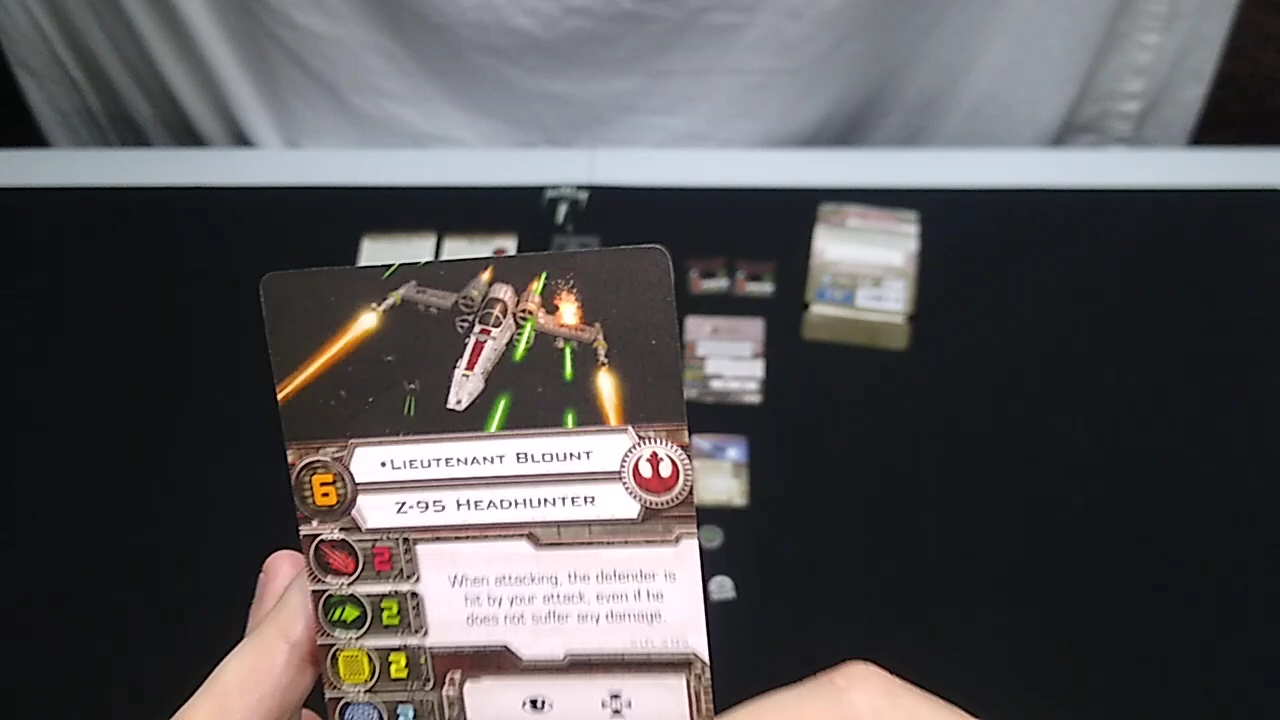 •Lieutenant Blount
6
Z-95 Headhunter
2
When attacking, the defender is
hit by your attack, even if he
does not suffer any damage.
2
2